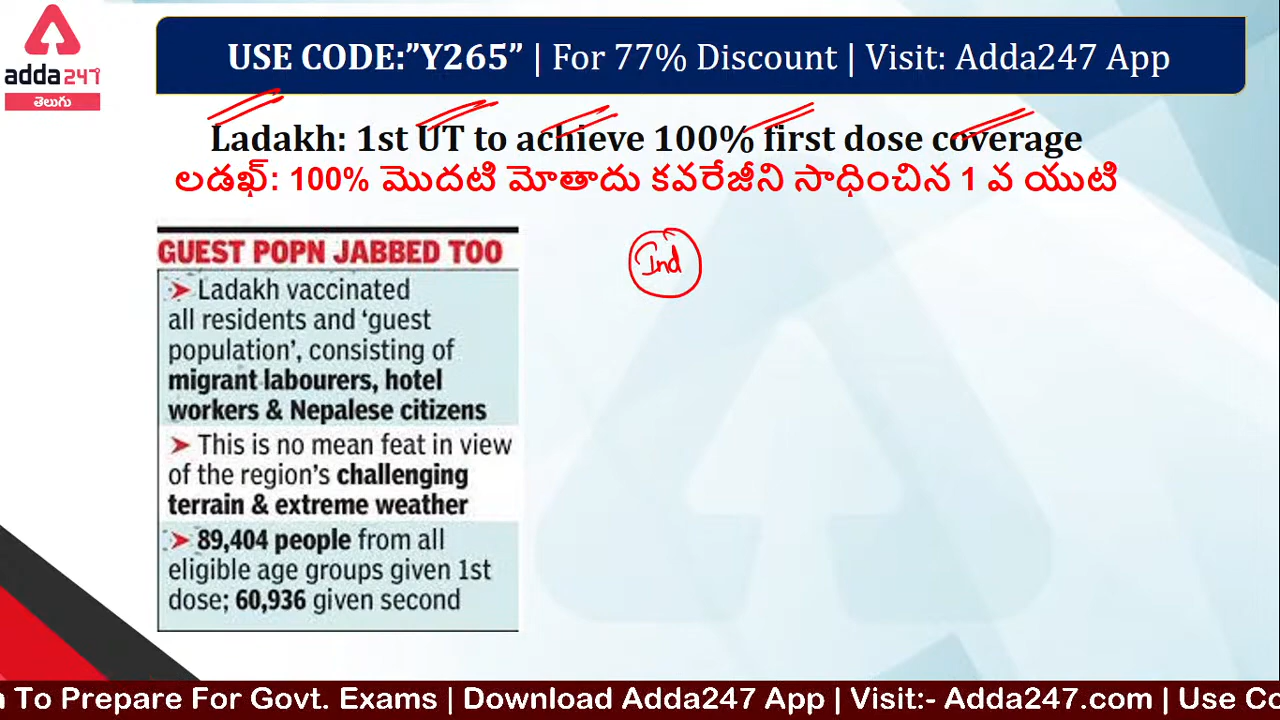 adda247
తెలుగు
USE CODE:”Y265” | For 77% Discount | Visit: Adda247 App
Ladakh: 1st UT to achieve 100% first dose coverage
లడఖ్: 100% మొదటి మోతాదు కవరేజీని సాధించిన 1 వ యుటి
Ind
GUEST POPN JABBED TOO
➤ Ladakh vaccinated
all residents and ‘guest
population’, consisting of
migrant labourers, hotel
workers & Nepalese citizens
➤ This is no mean feat in view
of the region’s challenging
terrain & extreme weather
➤ 89,404 people from all
eligible age groups given 1st
dose; 60,936 given second
To Prepare For Govt. Exams | Download Adda247 App | Visit:- Adda247.com | Use